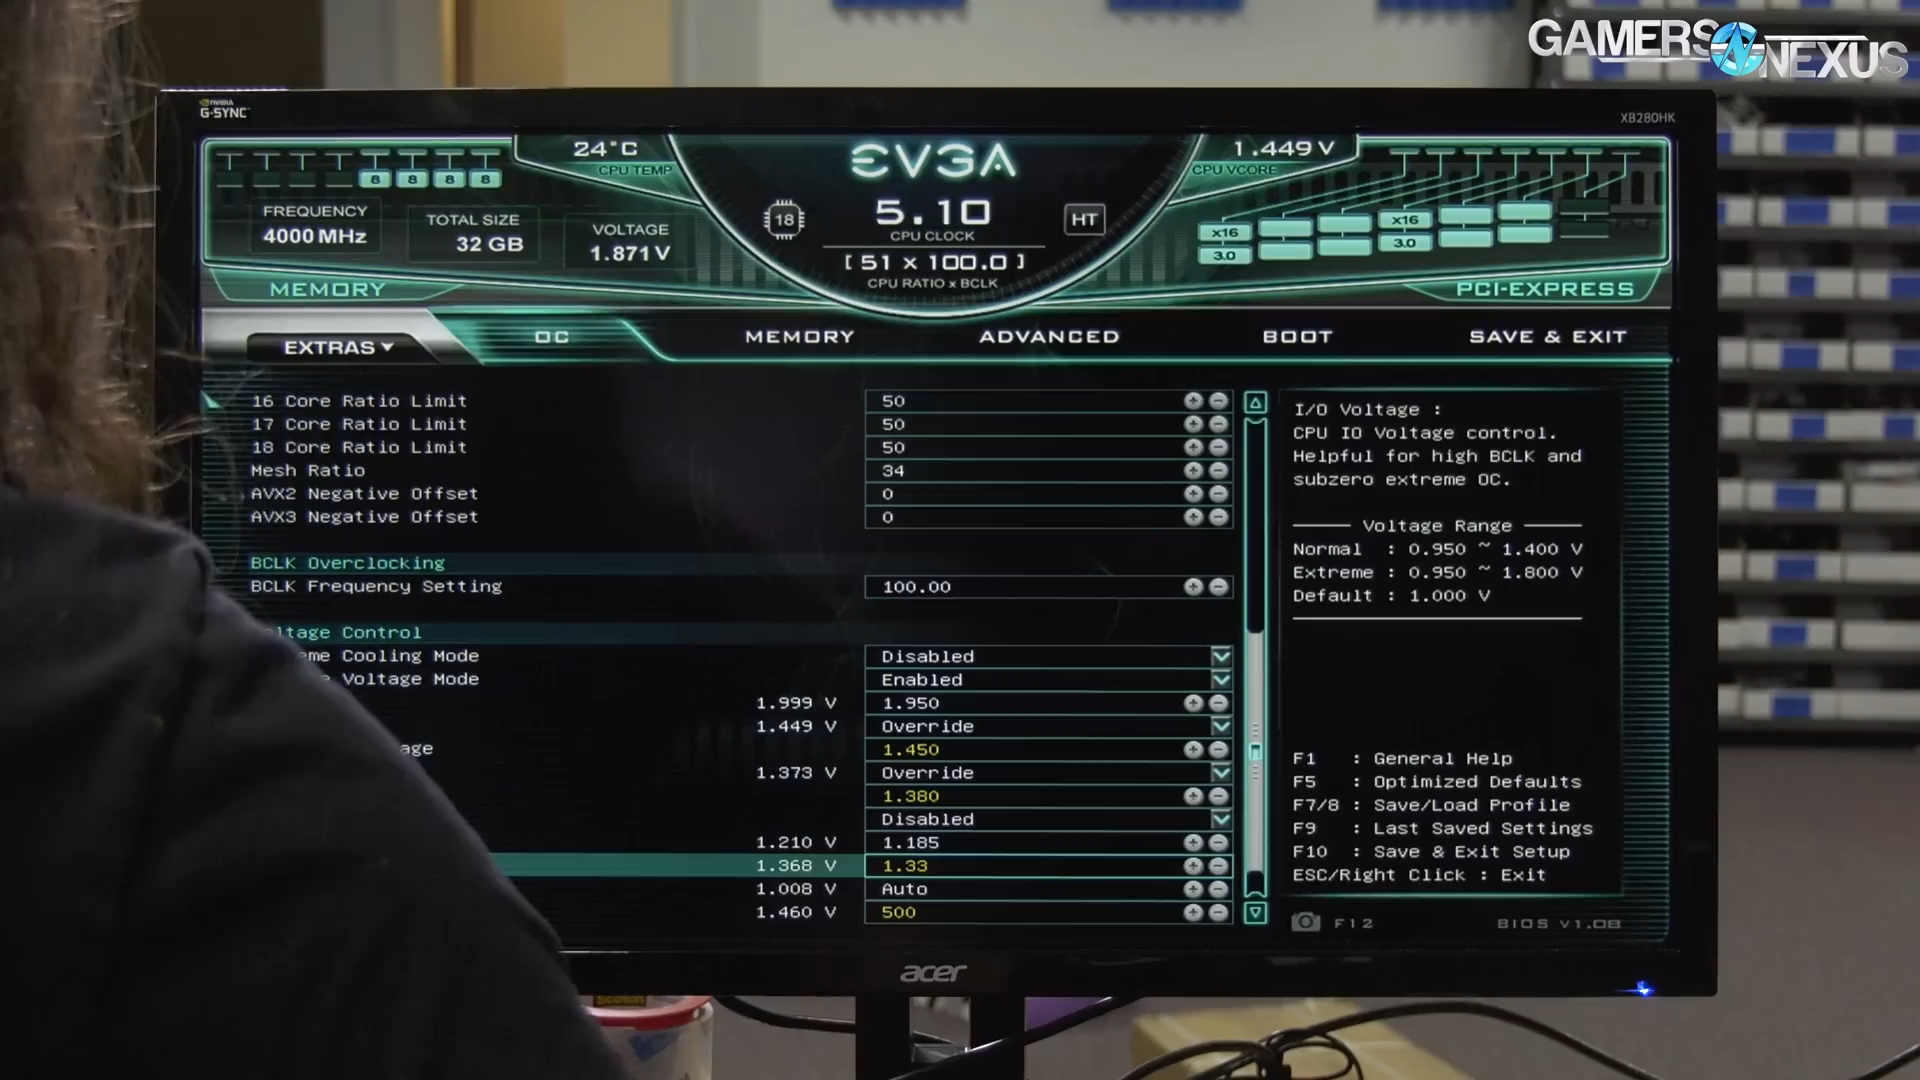 GAMERS NEXUS
NVIDIA
G-SYNC
XB280HK
24°C
CPU TEMP
EVGA
1.449 V
CPU VCORE
8 8 8 8
18
5.10
CPU CLOCK
HT
[ 51 x 100.0 ]
CPU RATIO x BCLK
FREQUENCY
4000 MHz
TOTAL SIZE
32 GB
VOLTAGE
1.871 V
x16
3.0
x16
3.0
MEMORY
PCI-EXPRESS
EXTRAS
OC
MEMORY
ADVANCED
BOOT
SAVE & EXIT
16 Core Ratio Limit 50
17 Core Ratio Limit 50
18 Core Ratio Limit 50
Mesh Ratio 34
AVX2 Negative Offset 0
AVX3 Negative Offset 0
BCLK Overclocking
BCLK Frequency Setting 100.00
ltage Control
eme Cooling Mode Disabled
e Voltage Mode Enabled
1.999 V 1.950
1.449 V Override
age 1.450
1.373 V Override
1.380
Disabled
1.210 V 1.185
1.368 V 1.33
1.008 V Auto
1.460 V 500
I/O Voltage :
CPU IO Voltage control.
Helpful for high BCLK and
subzero extreme OC.
Voltage Range
Normal : 0.950 ~ 1.400 V
Extreme : 0.950 ~ 1.800 V
Default : 1.000 V
F1 : General Help
F5 : Optimized Defaults
F7/8 : Save/Load Profile
F9 : Last Saved Settings
F10 : Save & Exit Setup
ESC/Right Click : Exit
F12
BIOS v1.08
acer
Scotch